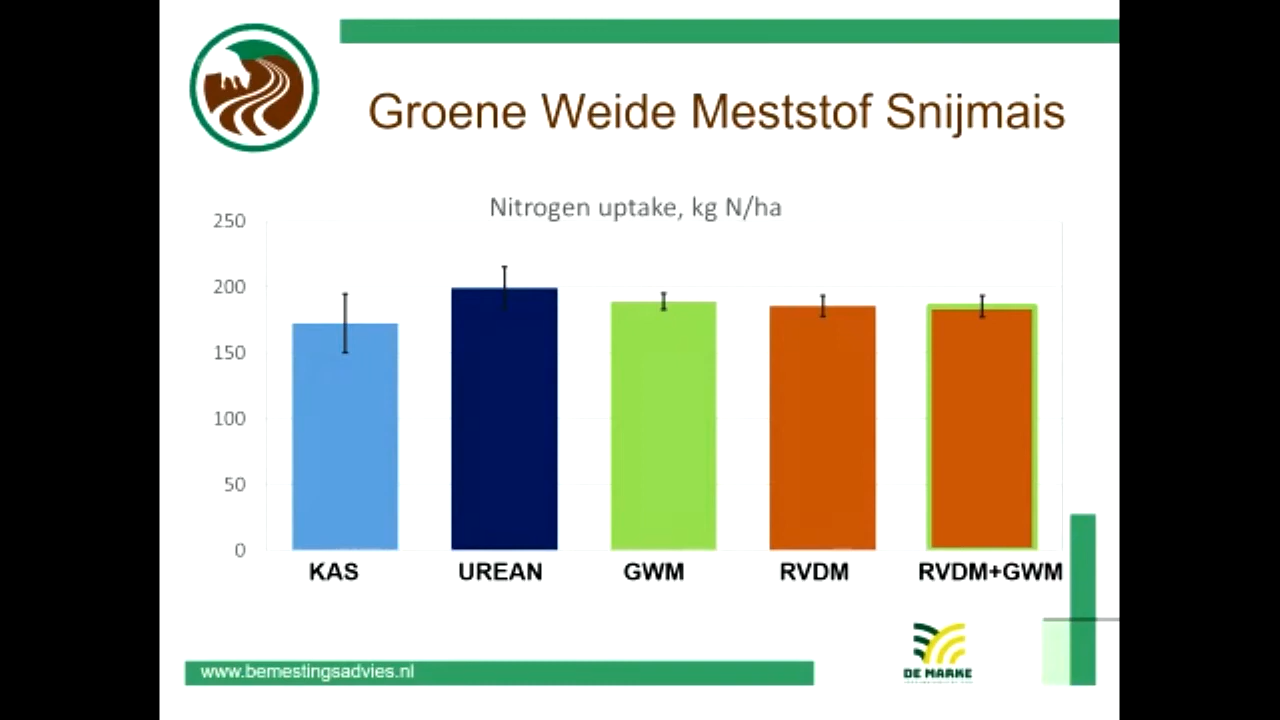 Groene Weide Meststof Snijmais
Nitrogen uptake, kg N/ha
250
200
150
100
50
0
KAS UREAN GWM RVDM RVDM+GWM
DE MARKE
www.bemestingsadvies.nl